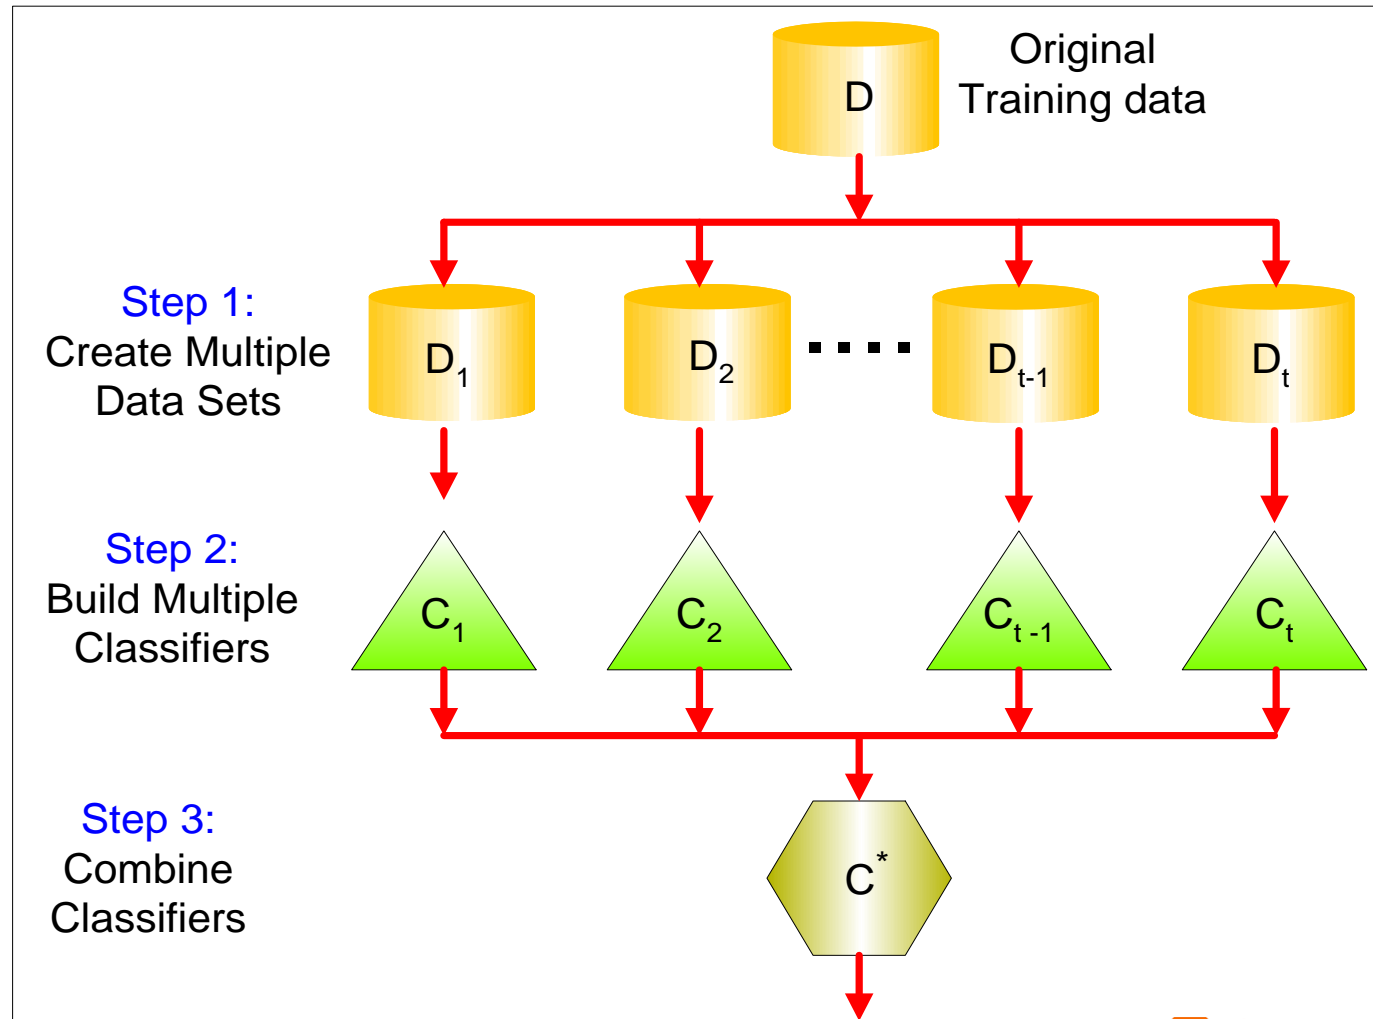 D
Original
Training data
Step 1:
Create Multiple
Data Sets
D1
D2
Dt-1
Dt
Step 2:
Build Multiple
Classifiers
C1
C2
Ct -1
Ct
Step 3:
Combine
Classifiers
C*